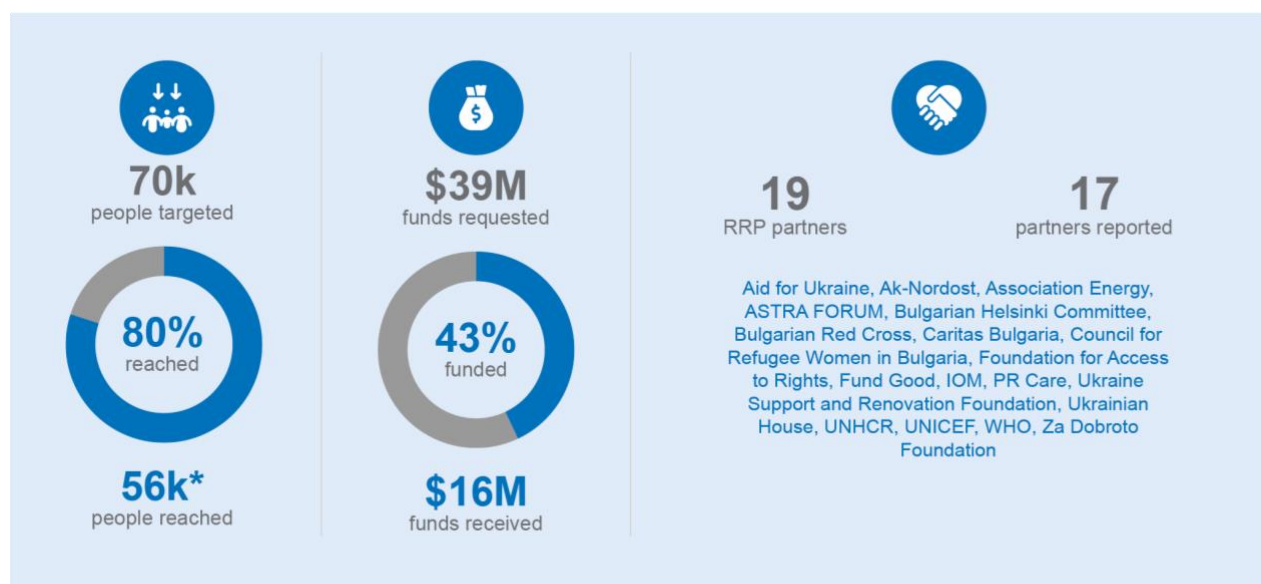 70k
people targeted
80%
reached
56k*
people reached
$
$39M
funds requested
43%
funded
$16M
funds received
19
RRP partners
17
partners reported
Aid for Ukraine, Ak-Nordost, Association Energy,
ASTRA FORUM, Bulgarian Helsinki Committee,
Bulgarian Red Cross, Caritas Bulgaria, Council for
Refugee Women in Bulgaria, Foundation for Access
to Rights, Fund Good, IOM, PR Care, Ukraine
Support and Renovation Foundation, Ukrainian
House, UNHCR, UNICEF, WHO, Za Dobroto
Foundation